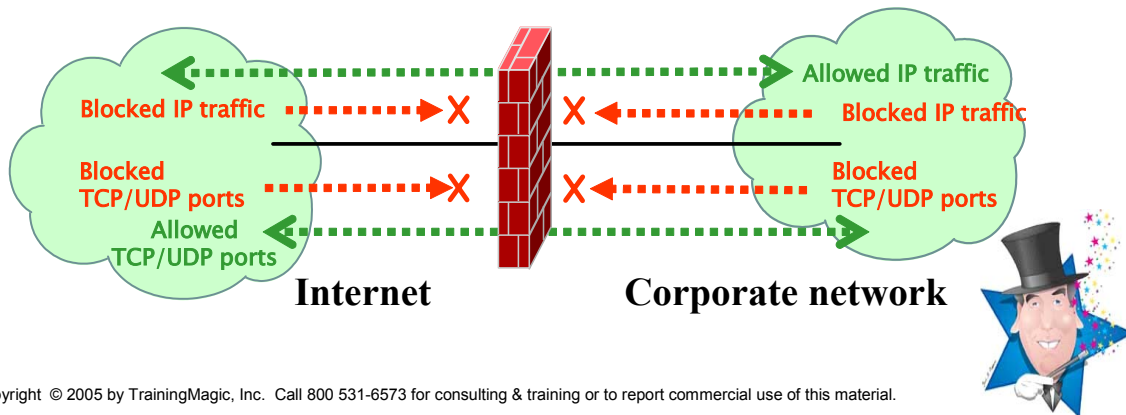 Allowed IP traffic
Blocked IP traffic
Blocked IP traffic
Blocked
TCP/UDP ports
Blocked
TCP/UDP ports
Allowed
TCP/UDP ports
Internet
Corporate network
© 2005 by TrainingMagic, Inc. Call 800 531-6573 for consulting & training or to report commercial use of this material.